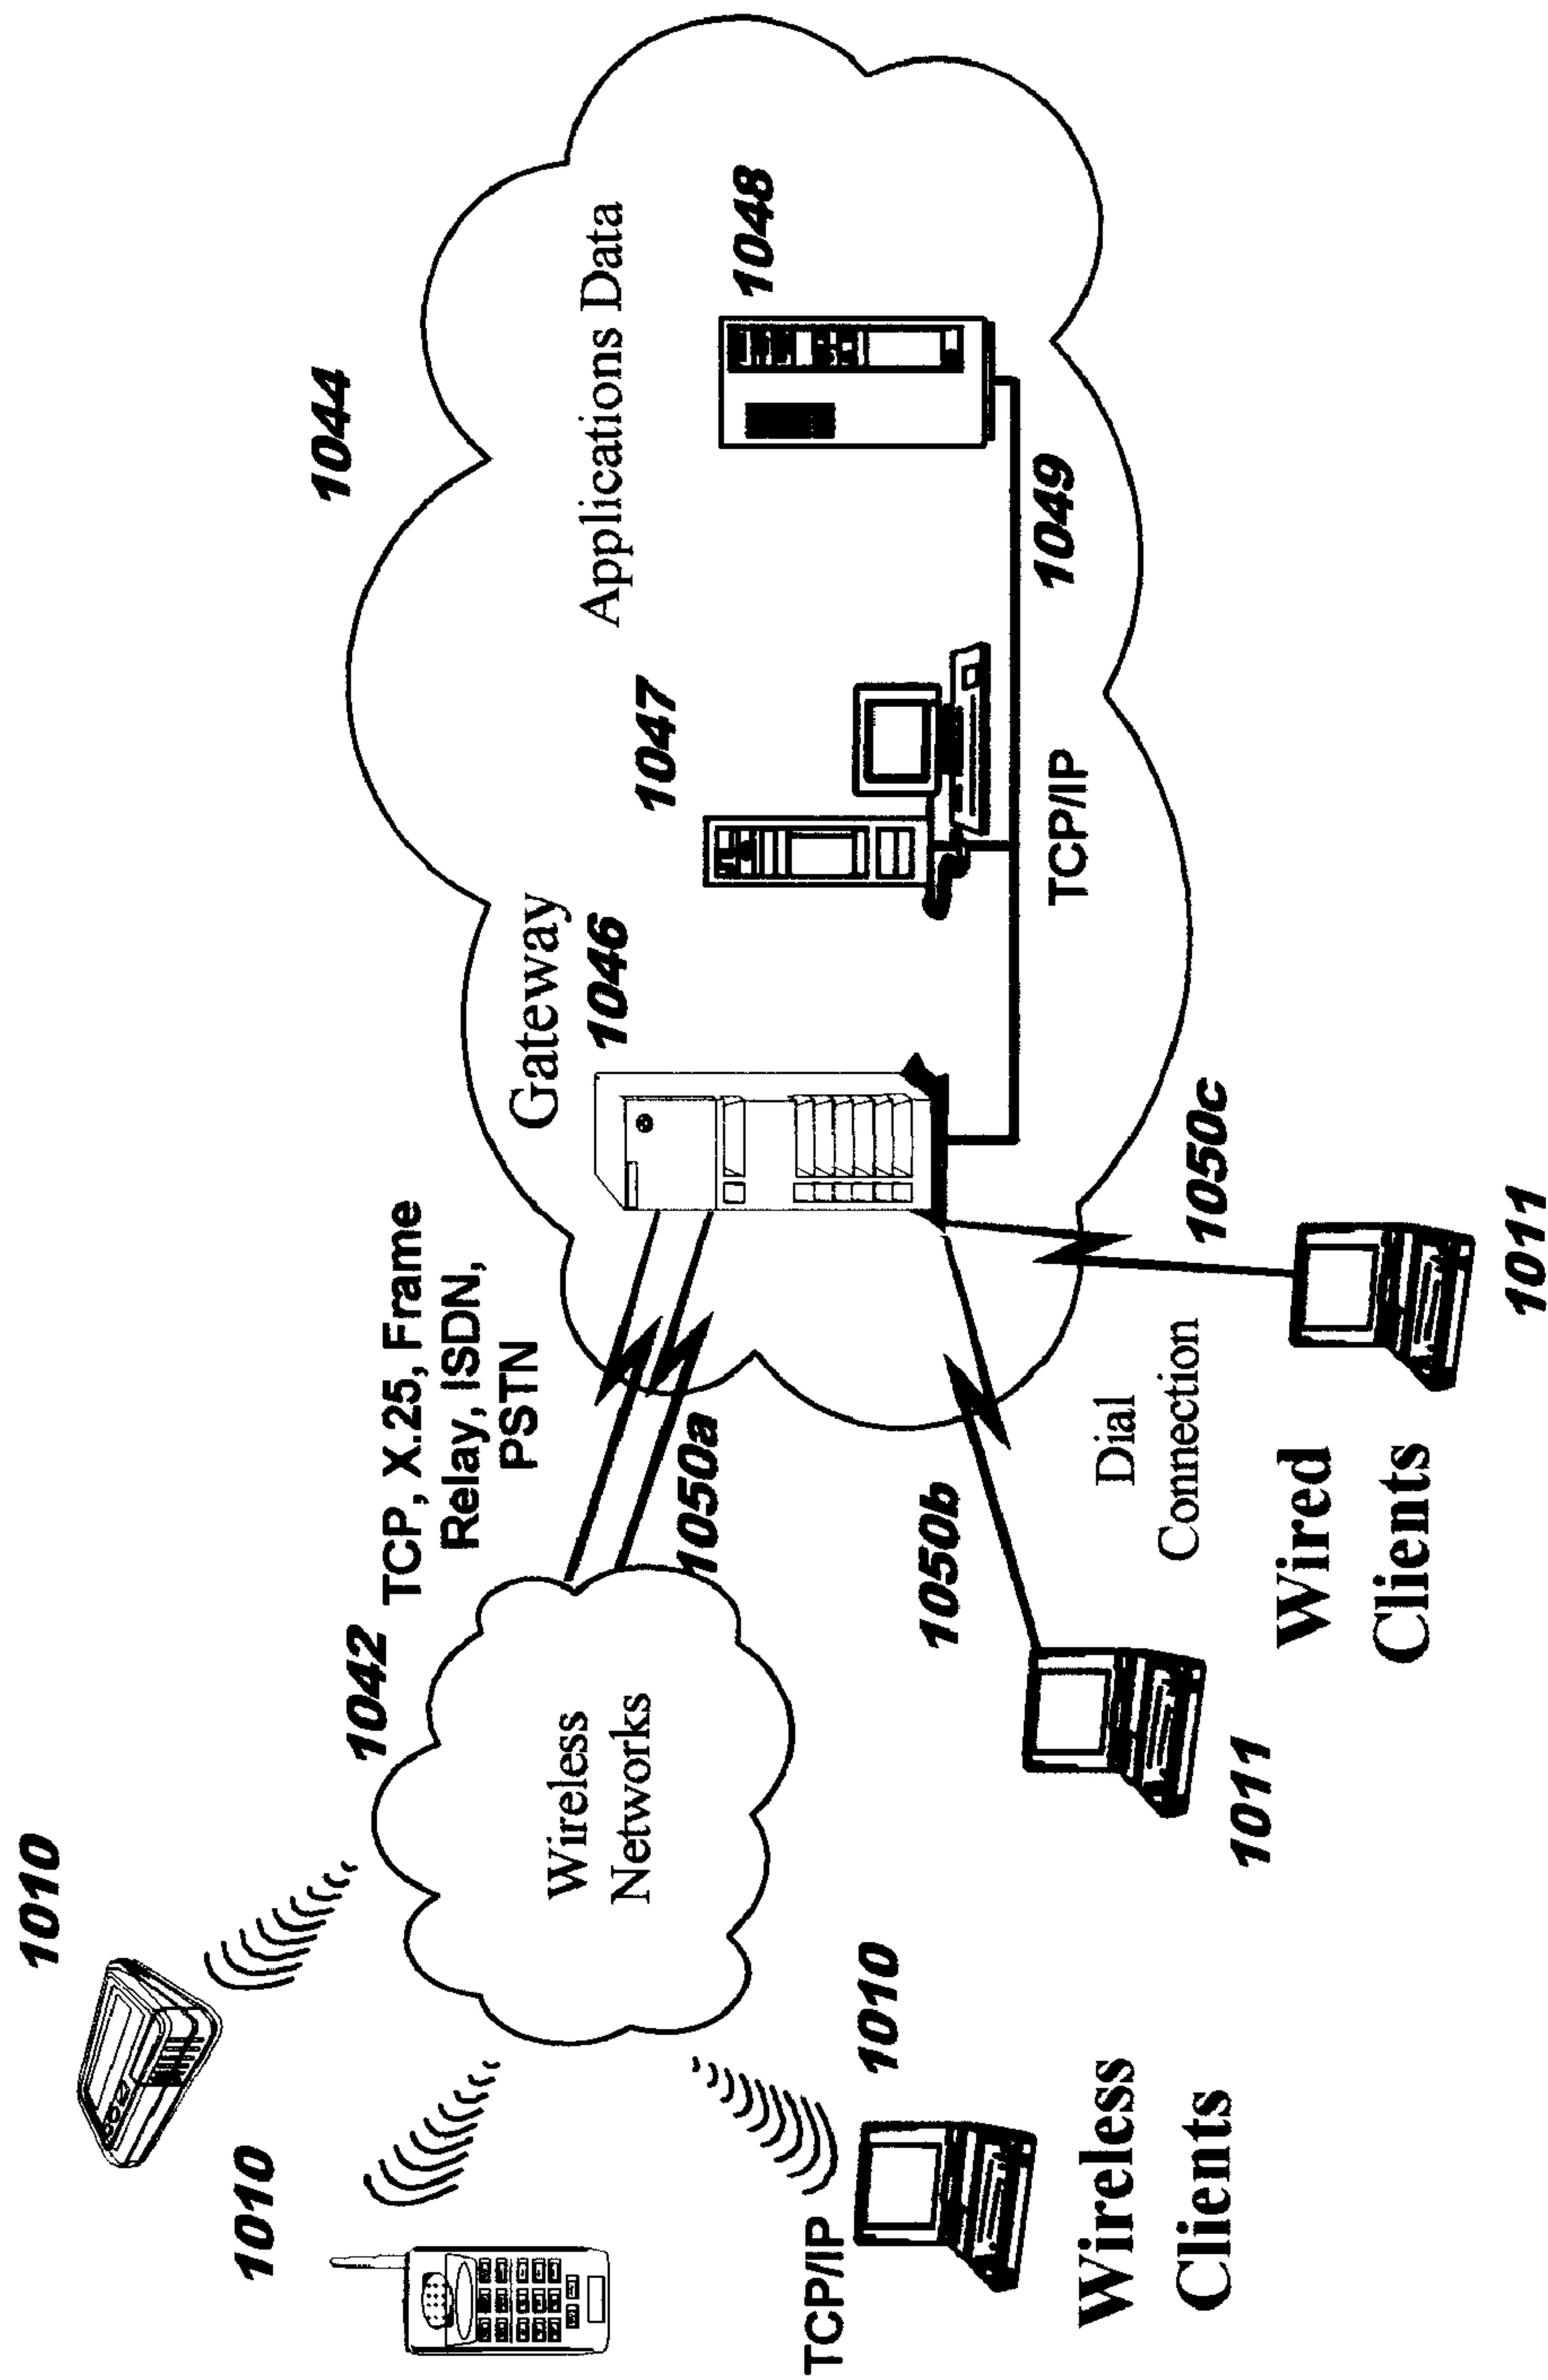 1010
1010
TCP/IP
1010
Wireless
Clients
1042
Wireless
Networks
TCP, X.25, Frame
Relay, ISDN,
PSTN
1050a
1050b
1011
Dial
Connection
Wired
Clients
1050c
1011
1044
Gateway
1046
1047
Applications Data
1048
1049
TCP/IP